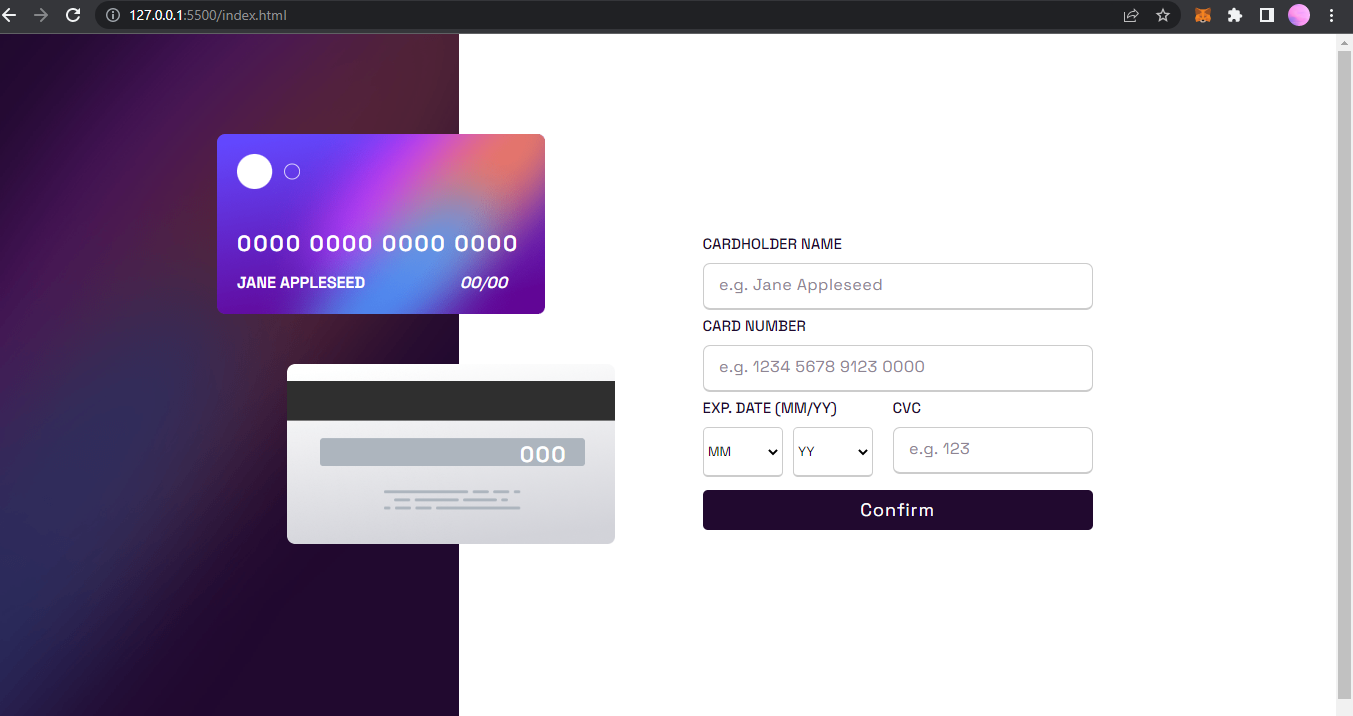 127.0.0.1:5500/index.html
0000 0000 0000 0000
JANE APPLESEED 00/00
000
CARDHOLDER NAME
e.g. Jane Appleseed
CARD NUMBER
e.g. 1234 5678 9123 0000
EXP. DATE (MM/YY) CVC
MM YY e.g. 123
Confirm